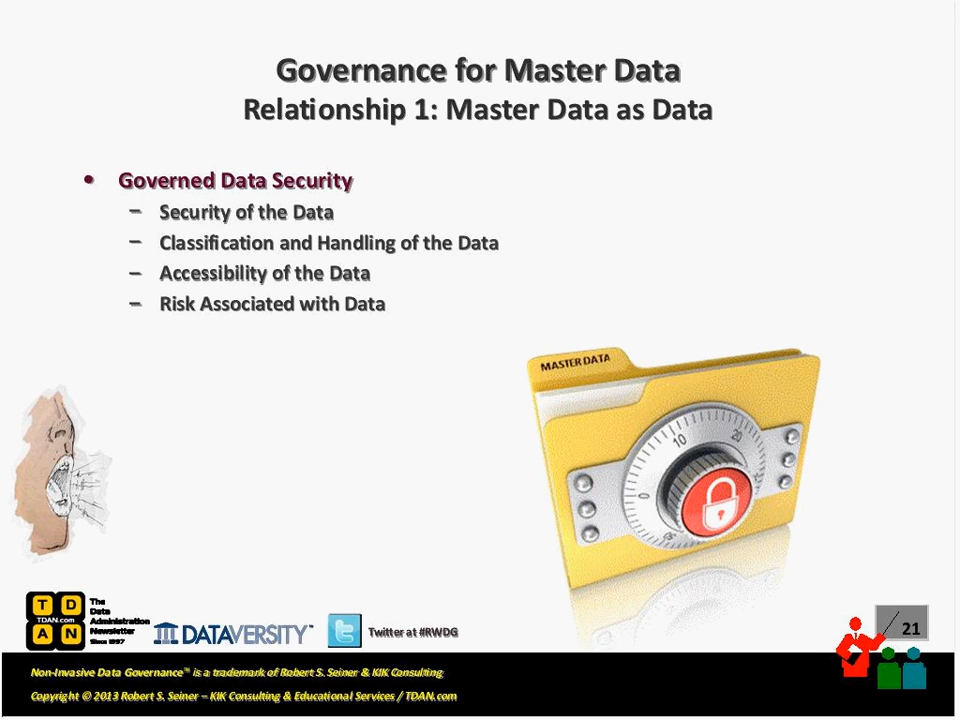 Governance for Master Data
Relationship 1: Master Data as Data
• Governed Data Security
– Security of the Data
– Classification and Handling of the Data
– Accessibility of the Data
– Risk Associated with Data
MASTER DATA
10
20
0
T D
TDAN.com
A N
The
Data
Administration
Newsletter
Since 1997
DATAVERSITY™
Twitter at #RWDG
21
Non-Invasive Data Governance™ is a trademark of Robert S. Seiner & KIK Consulting
Copyright © 2013 Robert S. Seiner – KIK Consulting & Educational Services / TDAN.com